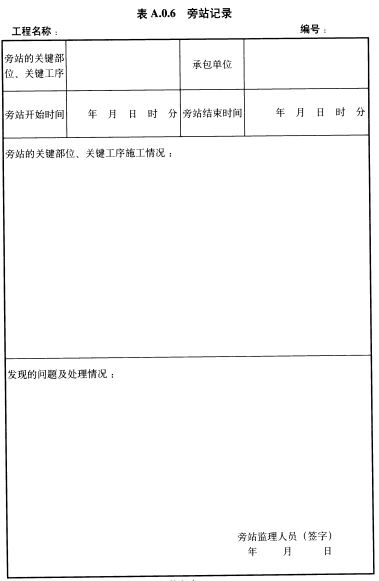 表 A.0.6 旁站记录
工程名称： 编号：
旁站的关键部
位、关键工序
承包单位
旁站开始时间 年 月 日 时 分 旁站结束时间 年 月 日 时 分
旁站的关键部位、关键工序施工情况：
发现的问题及处理情况：
旁站监理人员（签字）
年 月 日